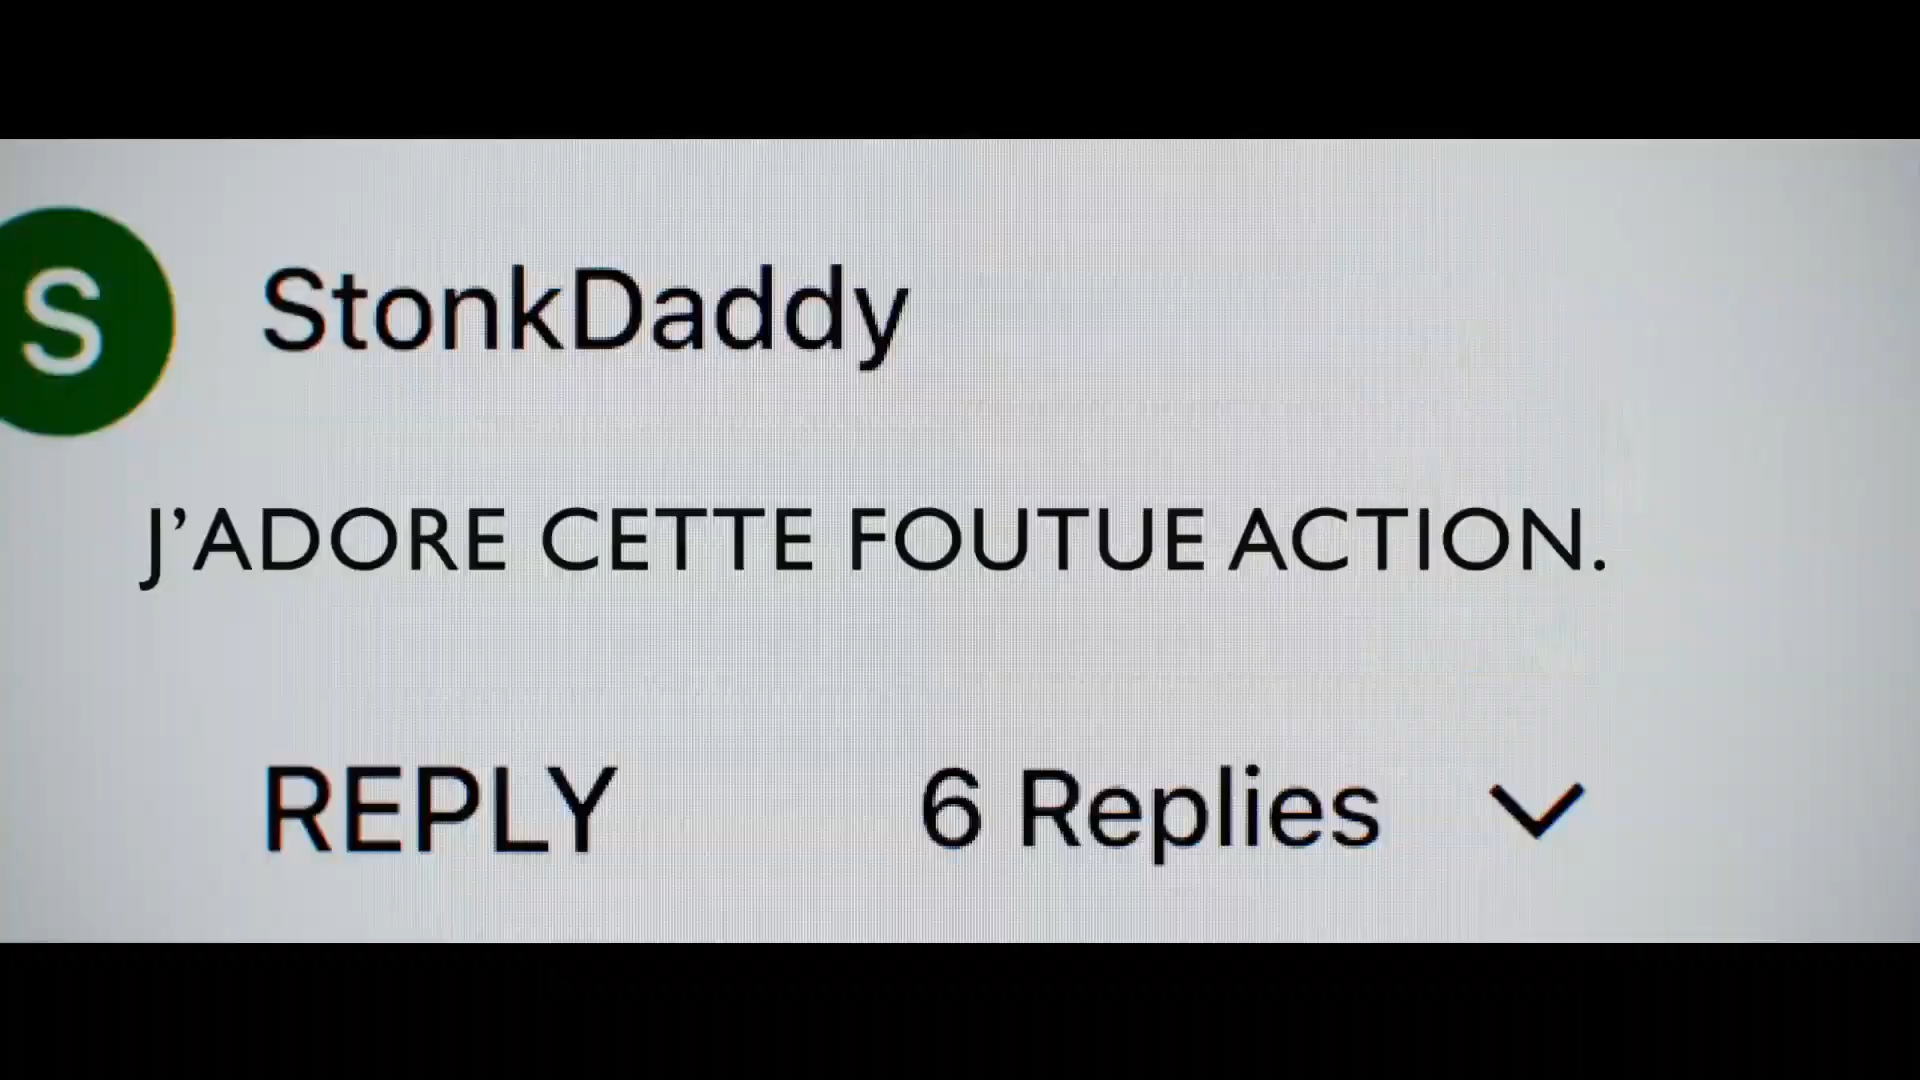 S
StonkDaddy
J’ADORE CETTE FOUTUE ACTION.
REPLY
6 Replies